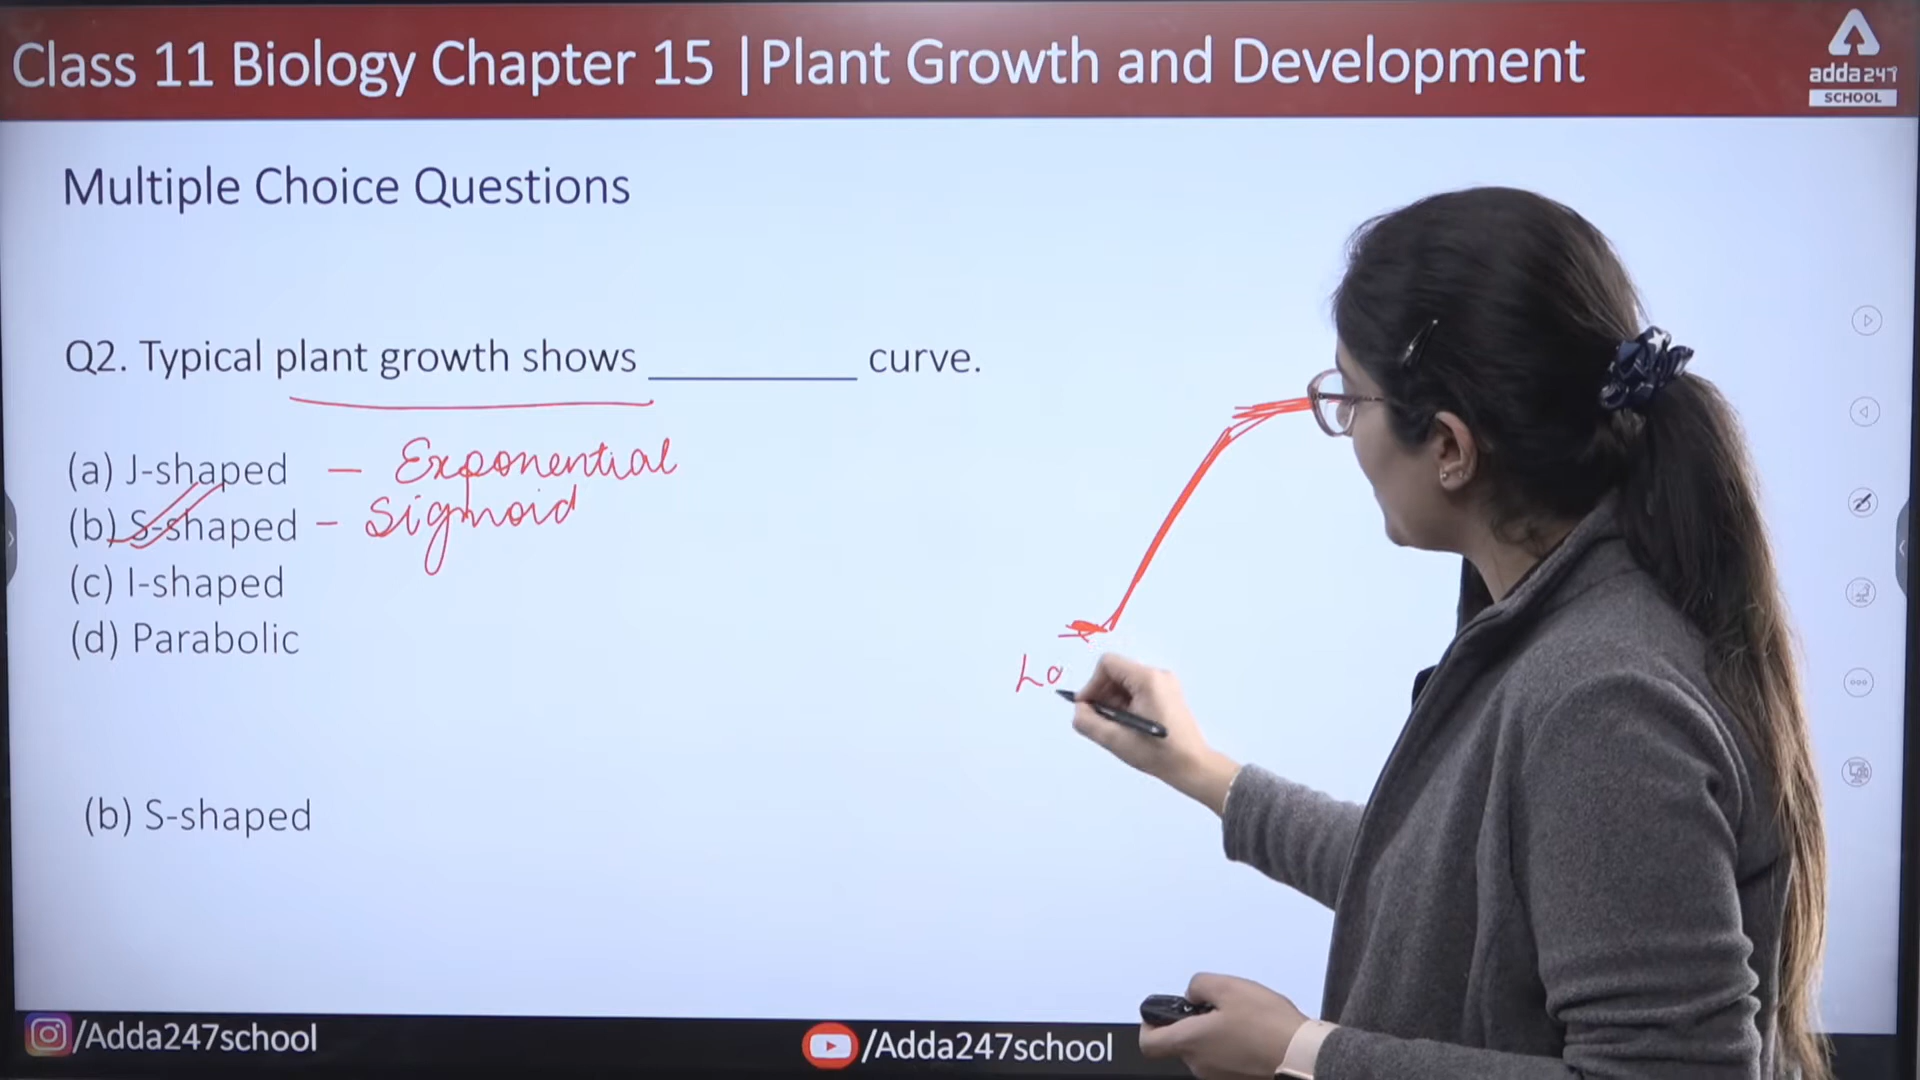 Class 11 Biology Chapter 15 |Plant Growth and Development
adda247
SCHOOL
Multiple Choice Questions
Q2. Typical plant growth shows __________ curve.
(a) J-shaped – Exponential
(b) S-shaped – Sigmoid
(c) I-shaped
(d) Parabolic
La
(b) S-shaped
/Adda247school
/Adda247school